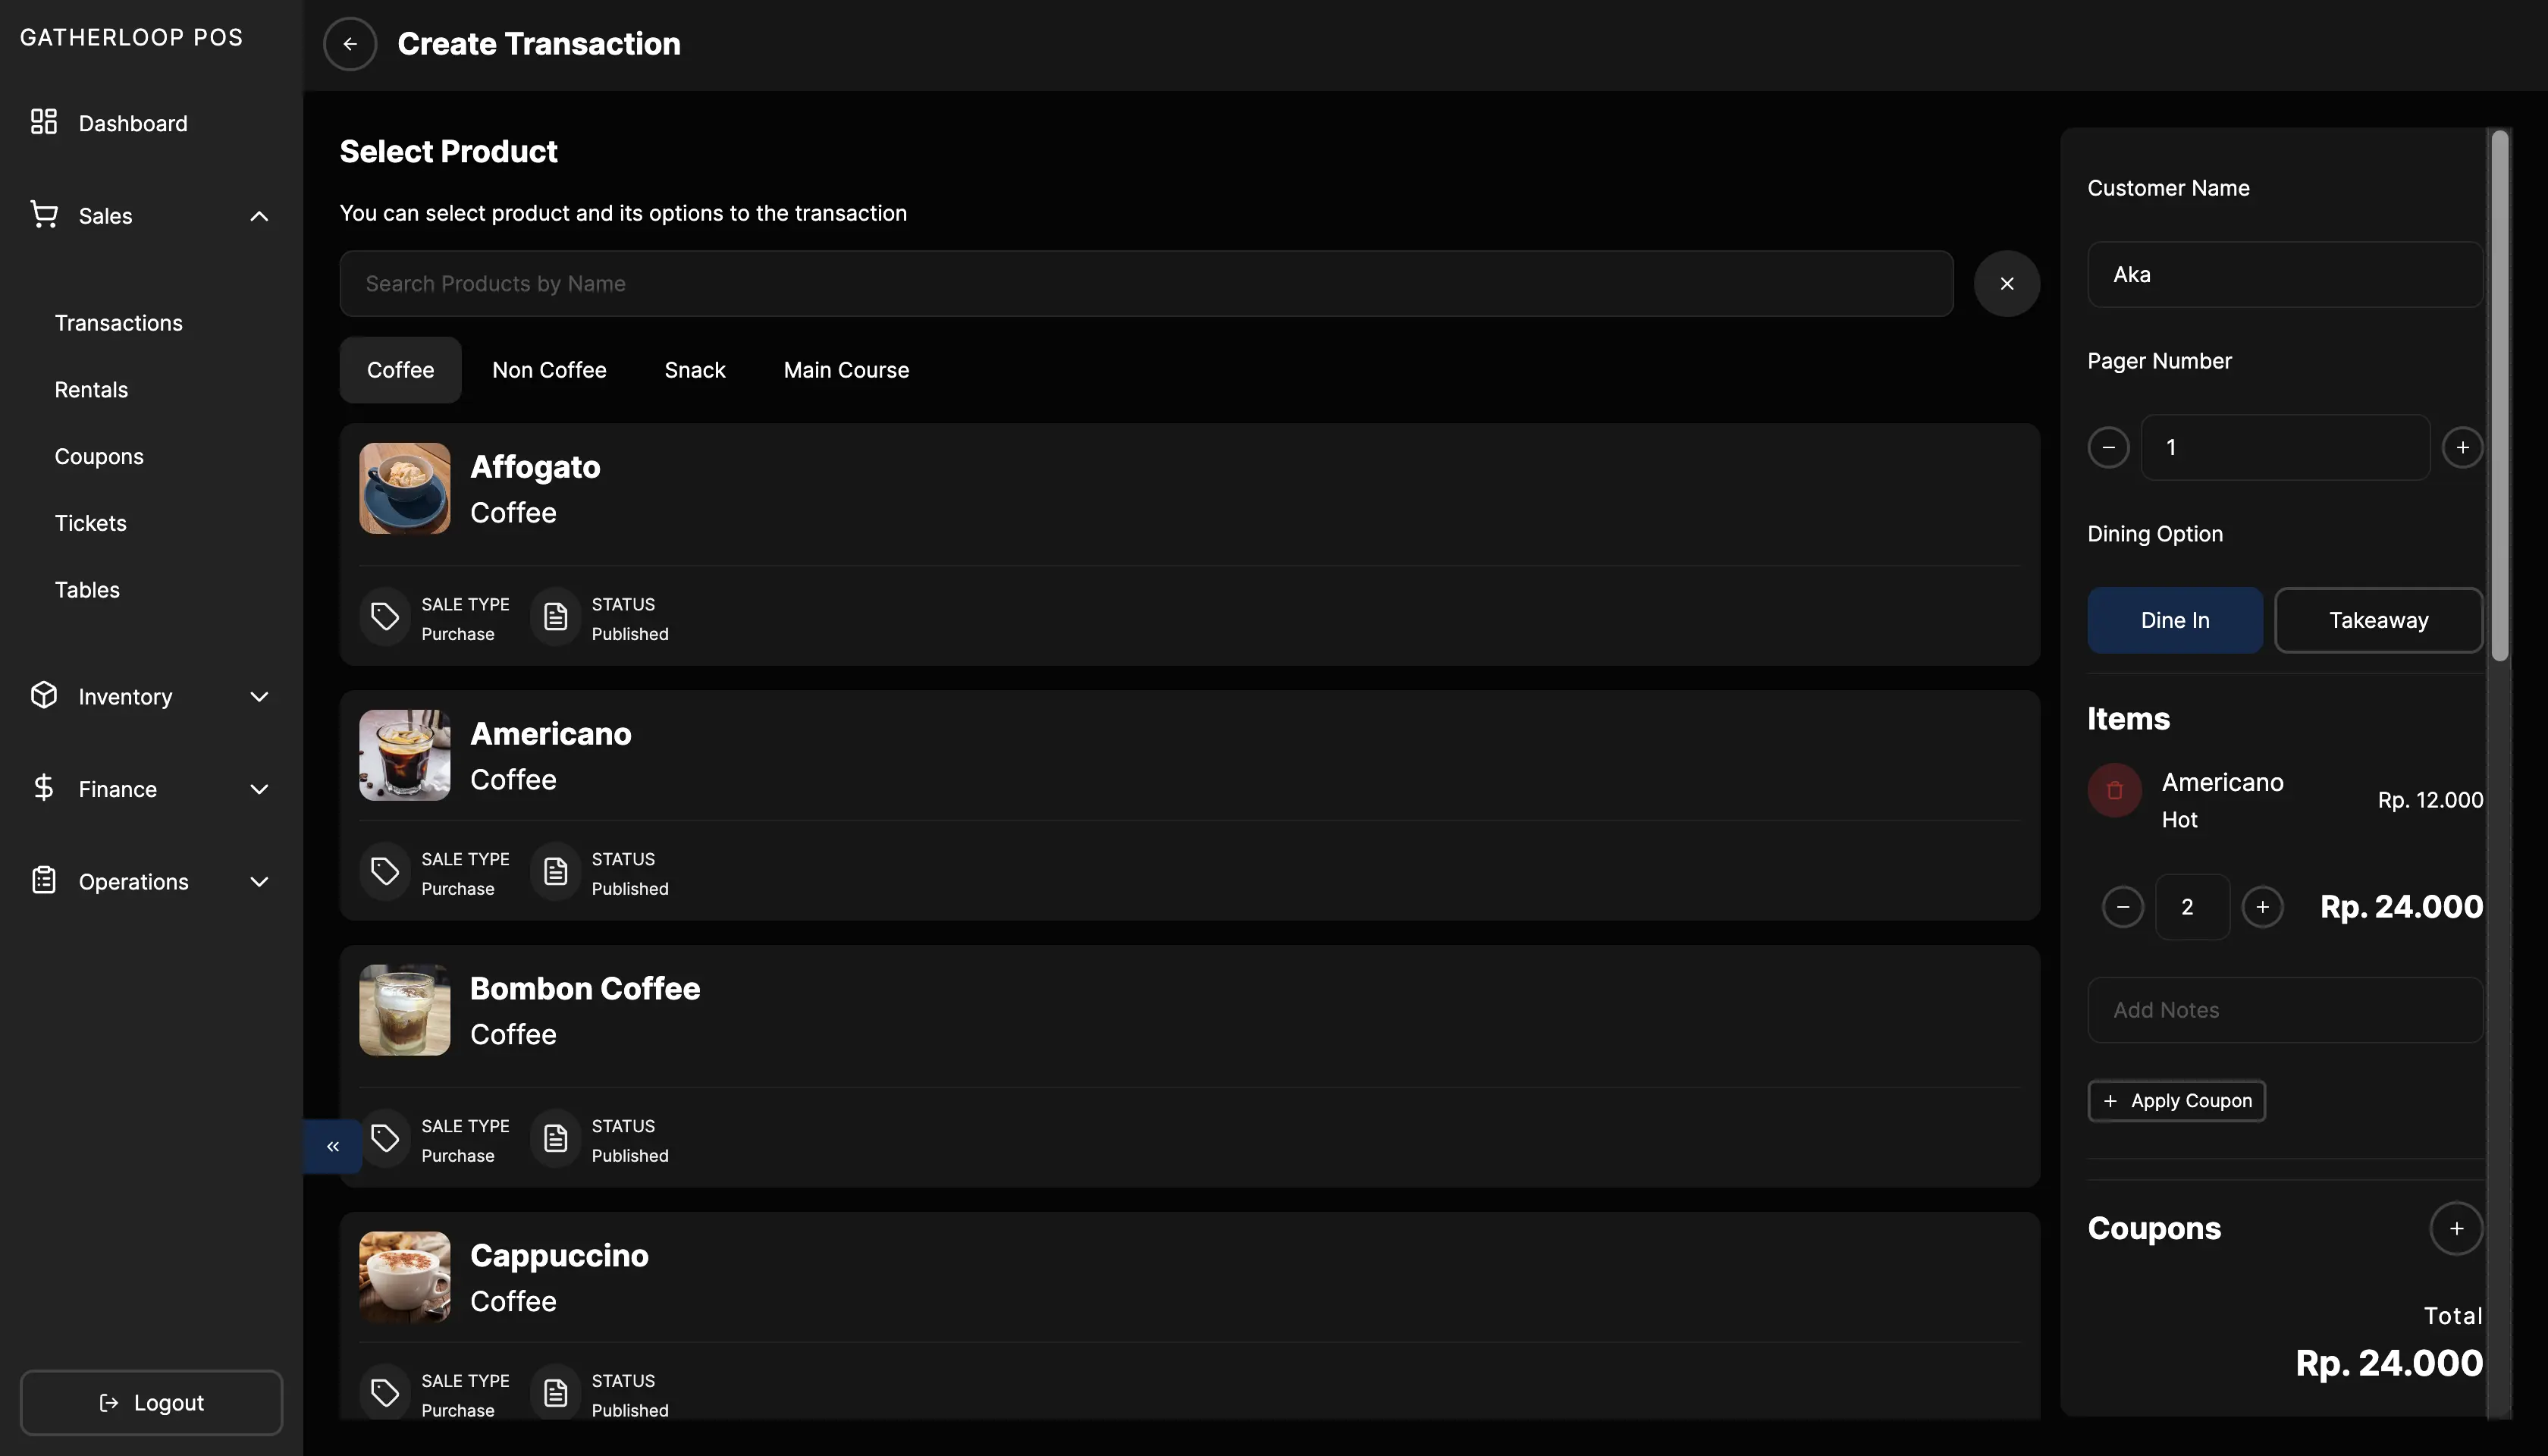 GATHERLOOP POS
Dashboard
Sales
Transactions
Rentals
Coupons
Tickets
Tables
Inventory
Finance
Operations
Logout
Create Transaction
Select Product
You can select product and its options to the transaction
Search Products by Name
Coffee
Non Coffee
Snack
Main Course
Affogato
Coffee
SALE TYPE
Purchase
STATUS
Published
Americano
Coffee
SALE TYPE
Purchase
STATUS
Published
Bombon Coffee
Coffee
SALE TYPE
Purchase
STATUS
Published
Cappuccino
Coffee
SALE TYPE
Purchase
STATUS
Published
Customer Name
Aka
Pager Number
1
Dining Option
Dine In
Takeaway
Items
Americano
Hot
Rp. 12.000
2
Rp. 24.000
Add Notes
Apply Coupon
Coupons
Total
Rp. 24.000